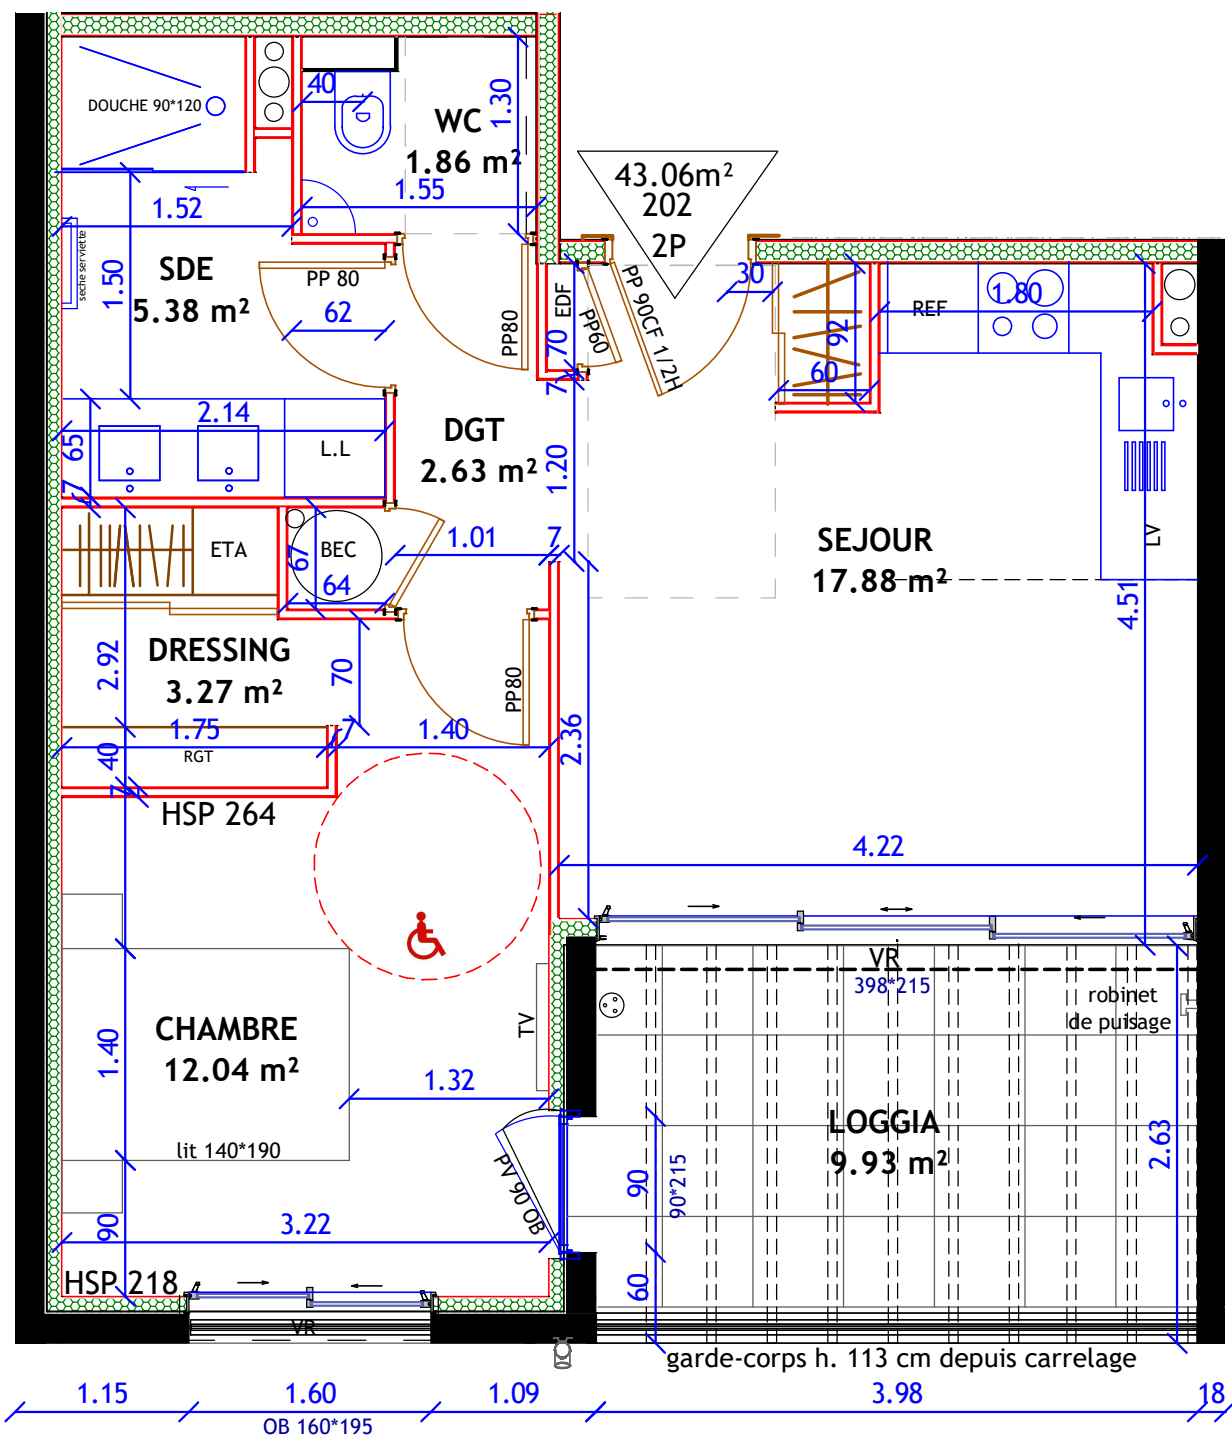 DOUCHE 90*120
40
WC
1.86 m²
1.30
1.55
43.06m²
202
2P
1.52
SDE
5.38 m²
seche serviette
1.50
PP 80
62
PP80
EDF
PP60
PP 90CF 1/2H
70
7
30
92
60
REF
1.80
2.14
65
7
L.L
DGT
2.63 m²
1.20
SEJOUR
17.88 m²
LV
4.51
ETA
BEC
67
64
1.01
7
DRESSING
3.27 m²
2.92
70
PP80
1.75
7
1.40
2.36
RGT
40
7
HSP 264
4.22
VR
398*215
robinet
de puisage
CHAMBRE
12.04 m²
1.40
TV
1.32
lit 140*190
LOGGIA
9.93 m²
2.63
90
90*215
PV 90 OB
3.22
90
60
HSP 218
VR
garde-corps h. 113 cm depuis carrelage
1.15
1.60
1.09
3.98
18
OB 160*195